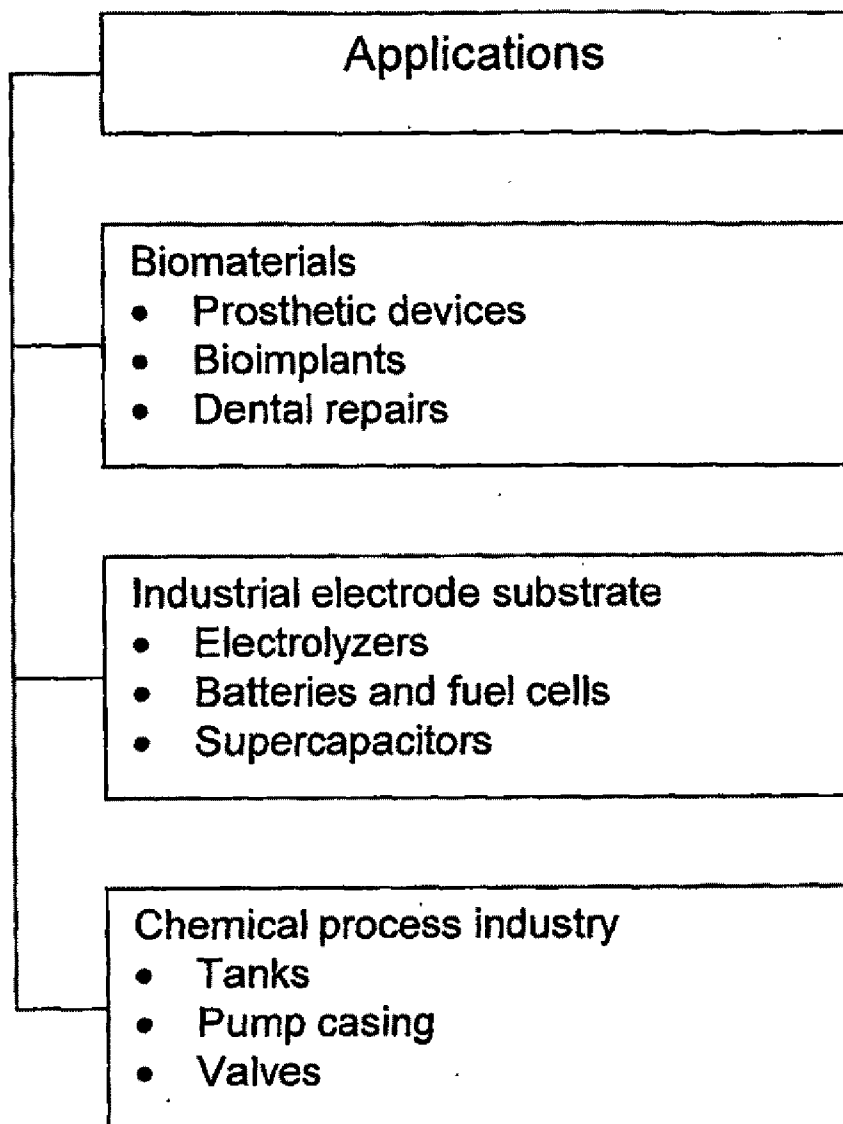 Applications
Biomaterials
• Prosthetic devices
• Bioimplants
• Dental repairs
Industrial electrode substrate
• Electrolyzers
• Batteries and fuel cells
• Supercapacitors
Chemical process industry
• Tanks
• Pump casing
• Valves